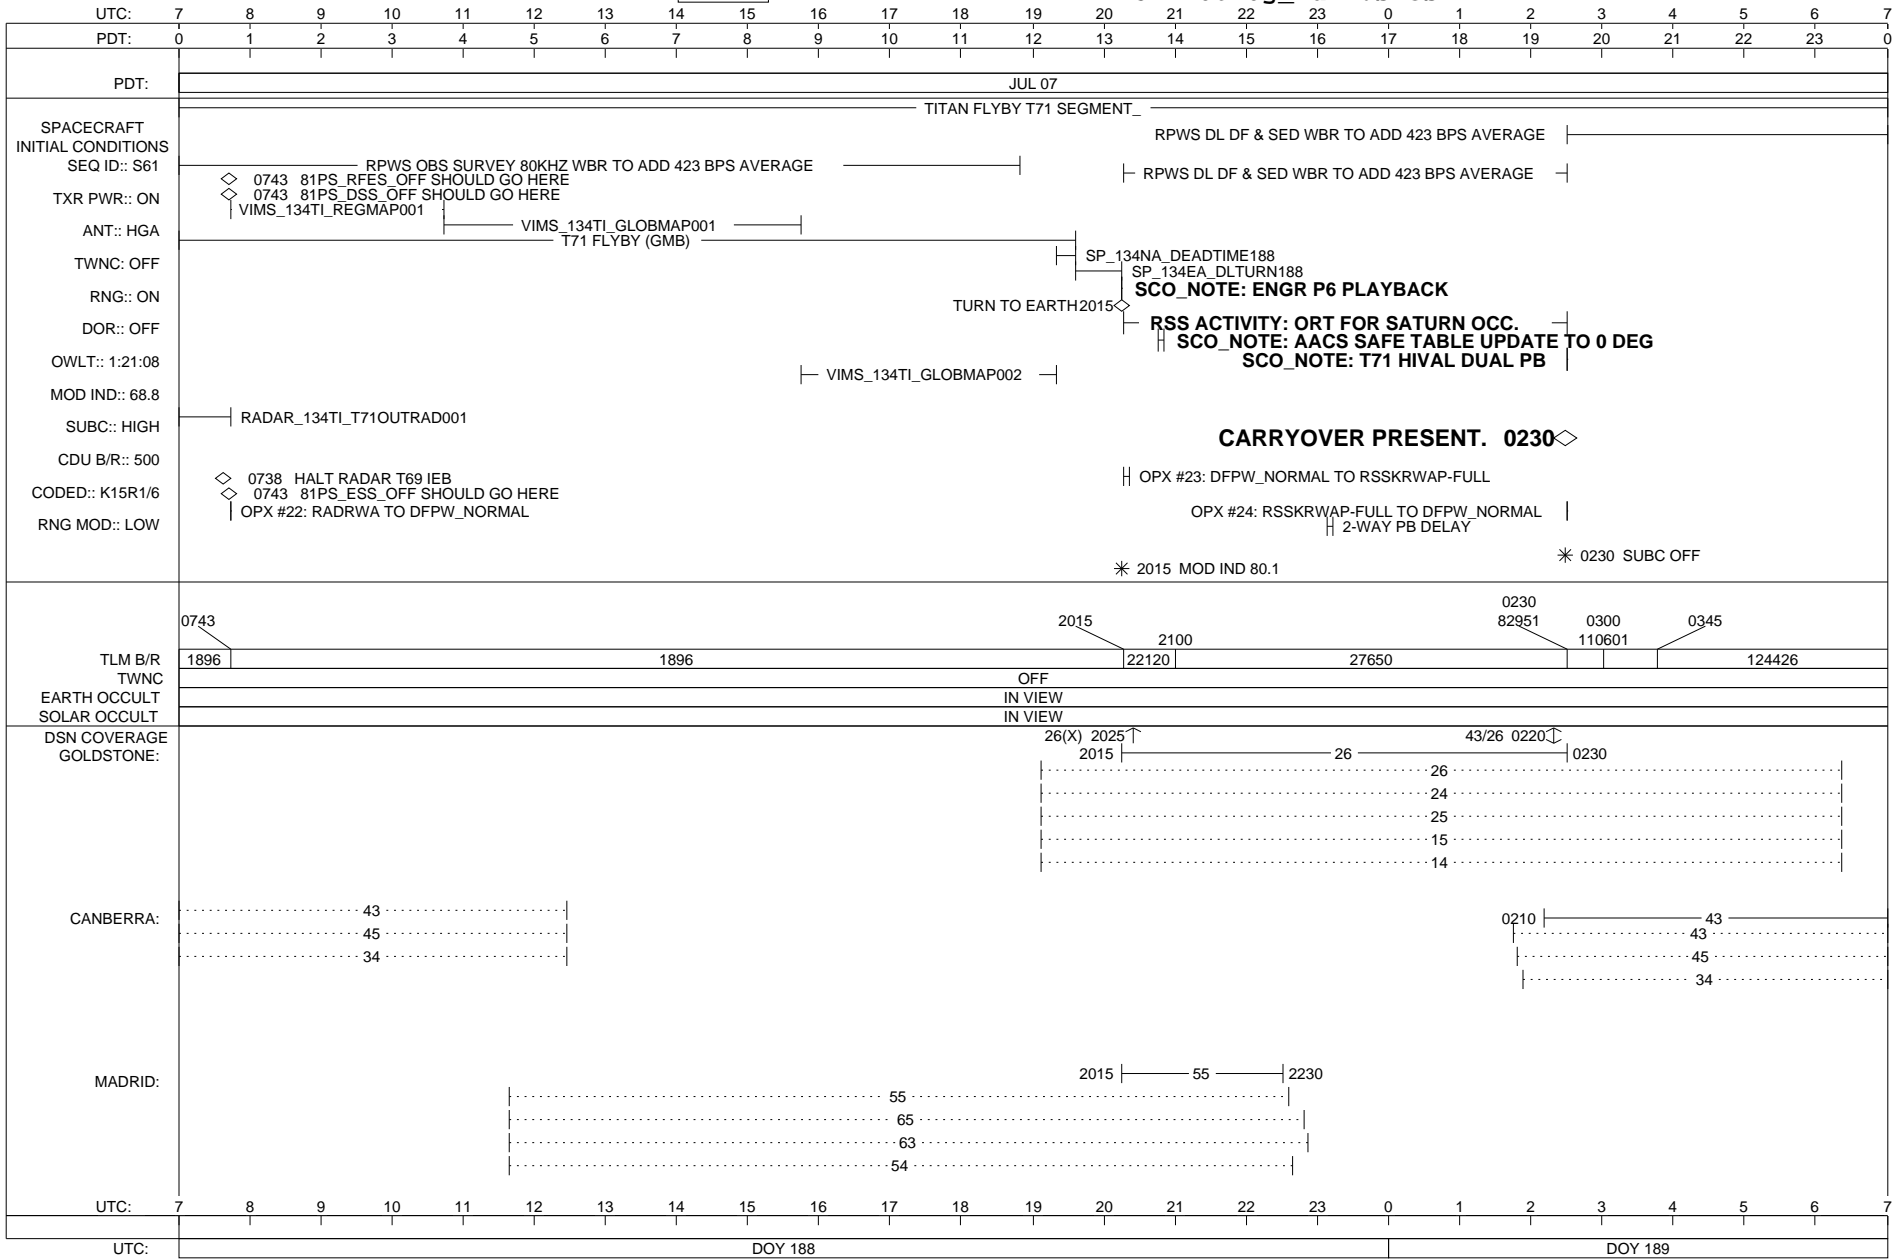 UTC: 7 8 9 10 11 12 13 14 15 16 17 18 19 20 21 22 23 0 1 2 3 4 5 6 7
PDT: 0 1 2 3 4 5 6 7 8 9 10 11 12 13 14 15 16 17 18 19 20 21 22 23 0
PDT: JUL 07
TITAN FLYBY T71 SEGMENT_
SPACECRAFT
INITIAL CONDITIONS
RPWS DL DF & SED WBR TO ADD 423 BPS AVERAGE
SEQ ID:: S61
RPWS OBS SURVEY 80KHZ WBR TO ADD 423 BPS AVERAGE
RPWS DL DF & SED WBR TO ADD 423 BPS AVERAGE
0743 81PS_RFES_OFF SHOULD GO HERE
0743 81PS_DSS_OFF SHOULD GO HERE
TXR PWR:: ON
VIMS_134TI_REGMAP001
VIMS_134TI_GLOBMAP001
ANT:: HGA
T71 FLYBY (GMB)
SP_134NA_DEADTIME188
TWNC: OFF
SP_134EA_DLTURN188
SCO_NOTE: ENGR P6 PLAYBACK
RNG:: ON
TURN TO EARTH 2015
RSS ACTIVITY: ORT FOR SATURN OCC.
DOR:: OFF
SCO_NOTE: AACS SAFE TABLE UPDATE TO 0 DEG
OWLT:: 1:21:08
SCO_NOTE: T71 HIVAL DUAL PB
VIMS_134TI_GLOBMAP002
MOD IND:: 68.8
RADAR_134TI_T71OUTRAD001
SUBC:: HIGH
CARRYOVER PRESENT. 0230
CDU B/R:: 500
0738 HALT RADAR T69 IEB
OPX #23: DFPW_NORMAL TO RSSKRWAP-FULL
CODED:: K15R1/6
0743 81PS_ESS_OFF SHOULD GO HERE
OPX #22: RADRWA TO DFPW_NORMAL
OPX #24: RSSKRWAP-FULL TO DFPW_NORMAL
RNG MOD:: LOW
2-WAY PB DELAY
0230 SUBC OFF
2015 MOD IND 80.1
0230
0743 2015 82951 0300 0345
2100 110601
TLM B/R 1896 1896 22120 27650 124426
TWNC OFF
EARTH OCCULT IN VIEW
SOLAR OCCULT IN VIEW
DSN COVERAGE 26(X) 2025 43/26 0220
GOLDSTONE: 2015 26 0230
26
24
25
15
14
CANBERRA: 43 0210 43
43
45
45
34
34
MADRID: 2015 55 2230
55
65
63
54
UTC: 7 8 9 10 11 12 13 14 15 16 17 18 19 20 21 22 23 0 1 2 3 4 5 6 7
UTC: DOY 188 DOY 189